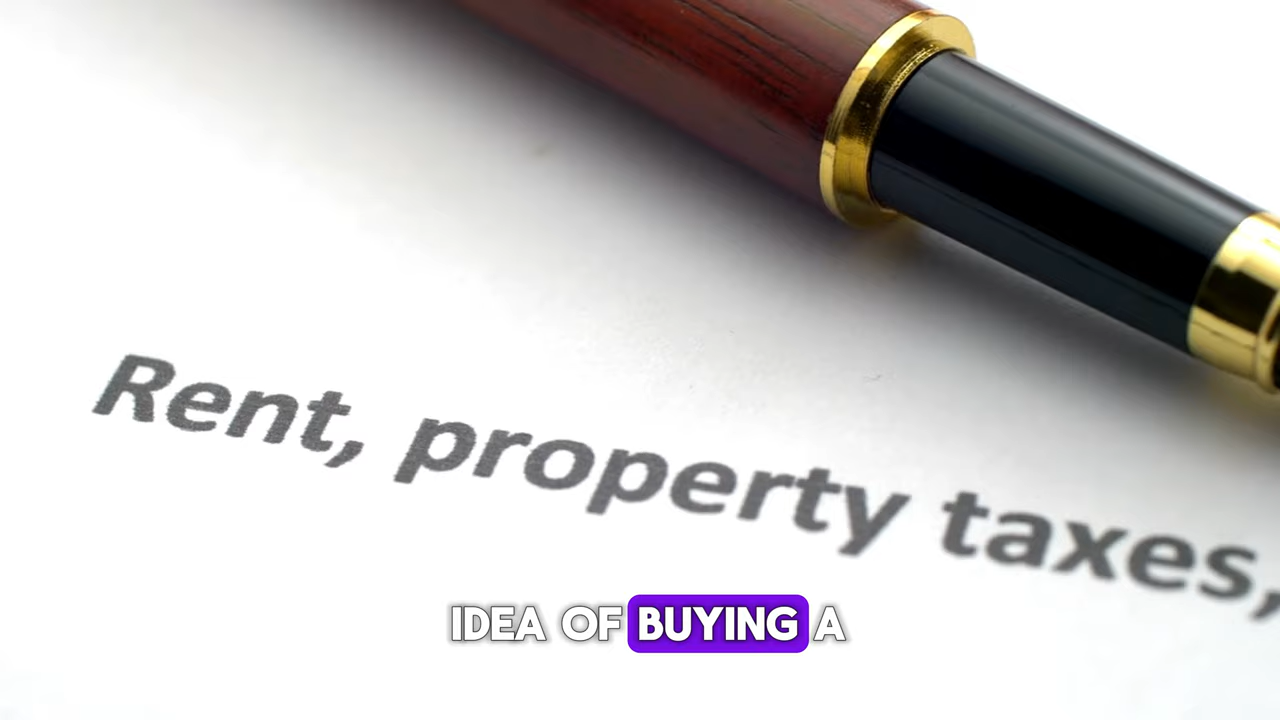 Rent, property taxes,
IDEA OF BUYING A